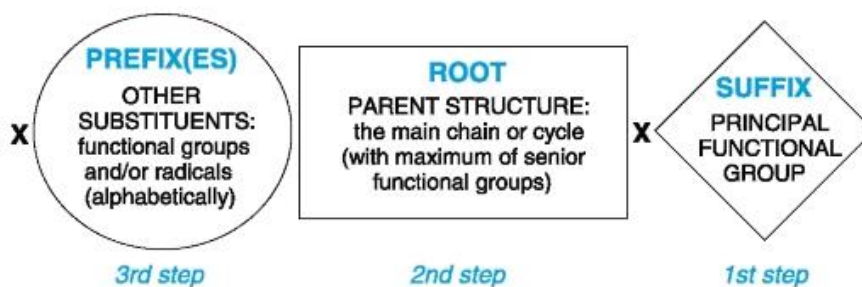 PREFIX(ES)
OTHER
SUBSTITUENTS:
functional groups
and/or radicals
(alphabetically)
x
ROOT
PARENT STRUCTURE:
the main chain or cycle
(with maximum of senior
functional groups)
x
SUFFIX
PRINCIPAL
FUNCTIONAL
GROUP
3rd step
2nd step
1st step